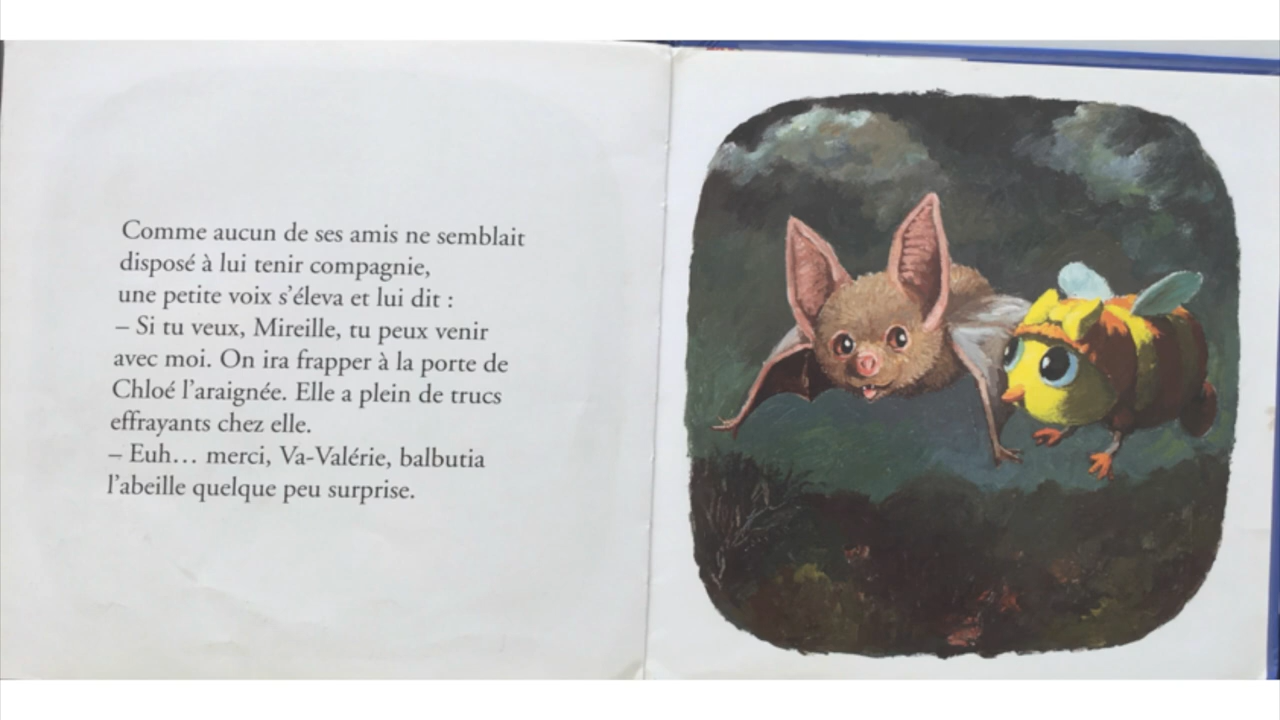 Comme aucun de ses amis ne semblait
disposé à lui tenir compagnie,
une petite voix s'éleva et lui dit :
– Si tu veux, Mireille, tu peux venir
avec moi. On ira frapper à la porte de
Chloé l'araignée. Elle a plein de trucs
effrayants chez elle.
– Euh… merci, Va-Valérie, balbutia
l'abeille quelque peu surprise.